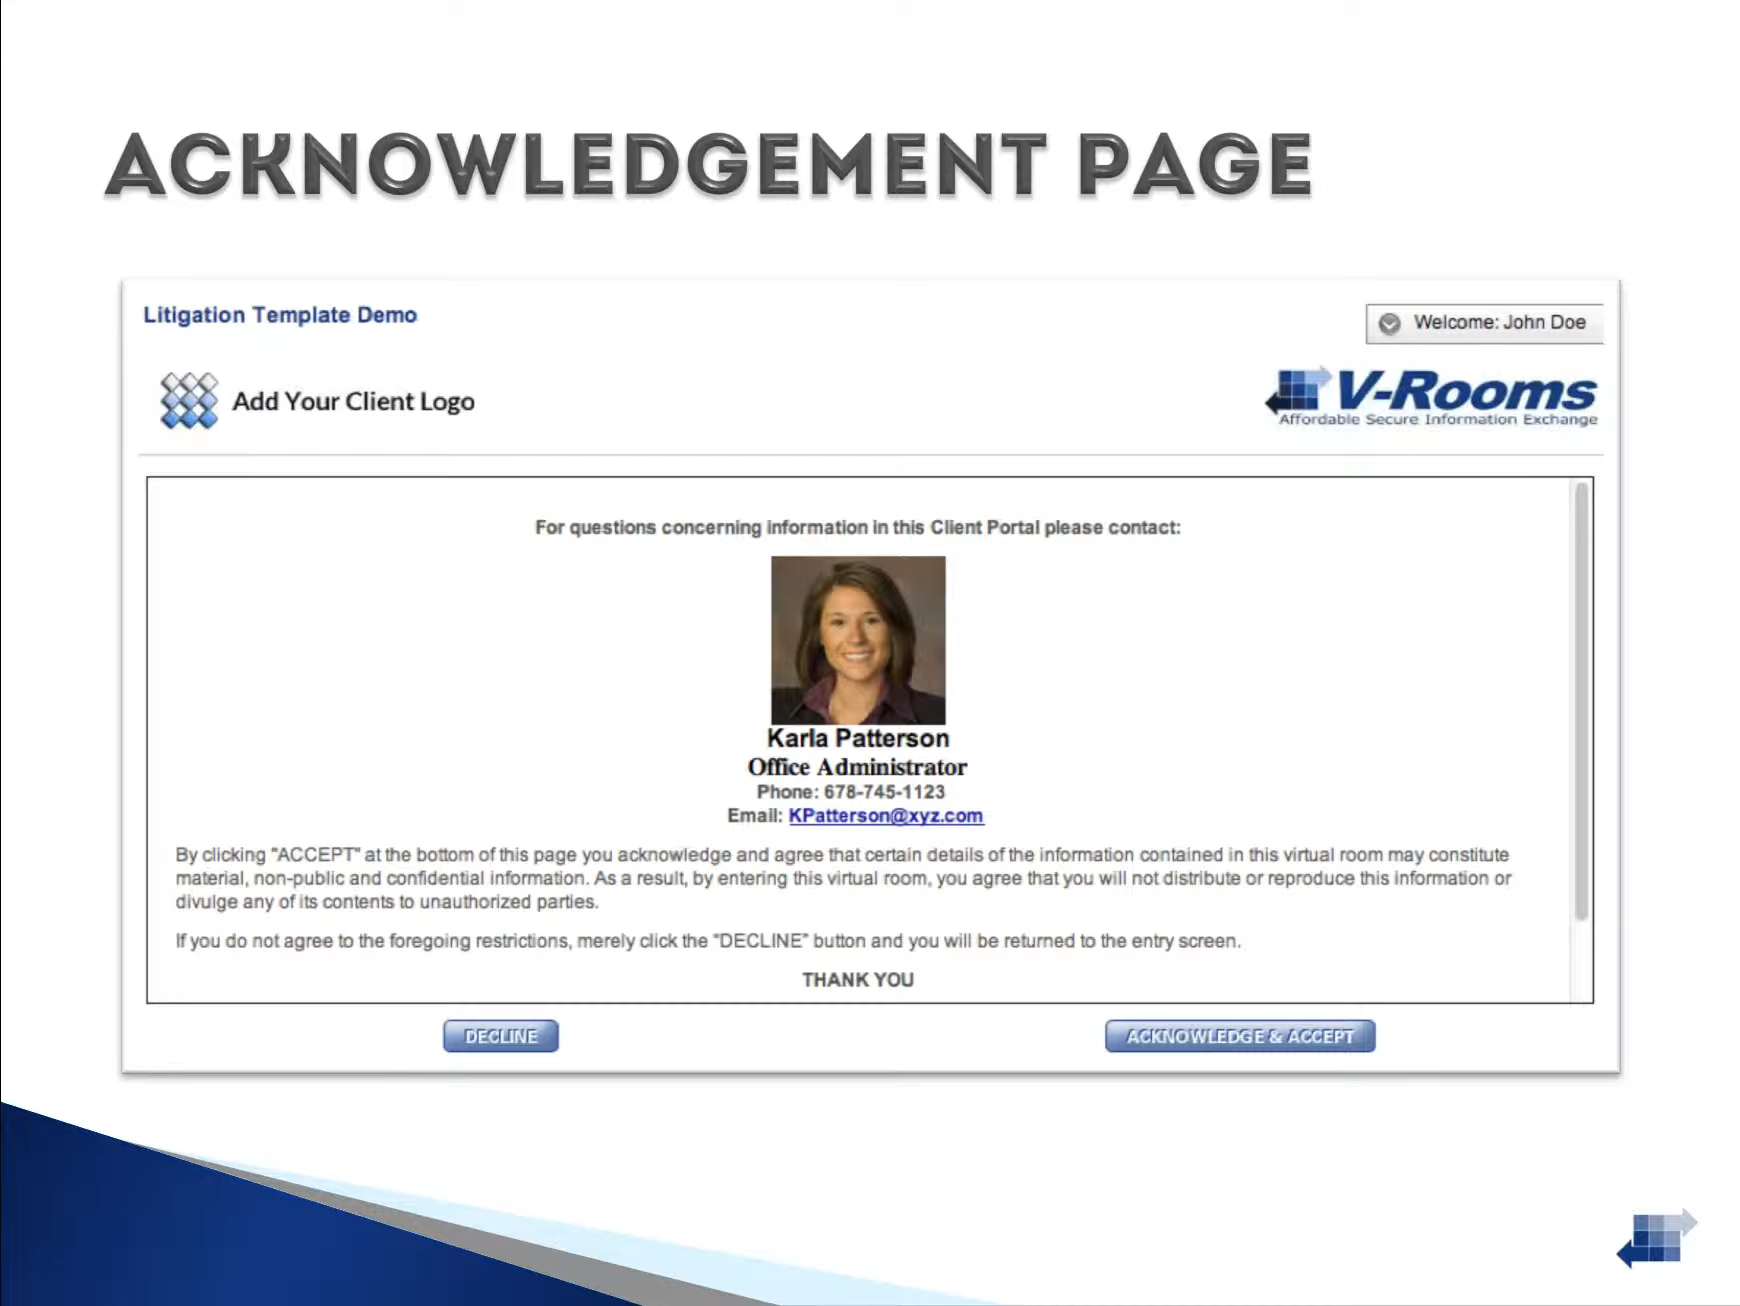 ACKNOWLEDGEMENT PAGE
Litigation Template Demo
Welcome: John Doe
Add Your Client Logo
V-Rooms
Affordable Secure Information Exchange
For questions concerning information in this Client Portal please contact:
Karla Patterson
Office Administrator
Phone: 678-745-1123
Email: KPatterson@xyz.com
By clicking "ACCEPT" at the bottom of this page you acknowledge and agree that certain details of the information contained in this virtual room may constitute
material, non-public and confidential information. As a result, by entering this virtual room, you agree that you will not distribute or reproduce this information or
divulge any of its contents to unauthorized parties.
If you do not agree to the foregoing restrictions, merely click the "DECLINE" button and you will be returned to the entry screen.
THANK YOU
DECLINE
ACKNOWLEDGE & ACCEPT